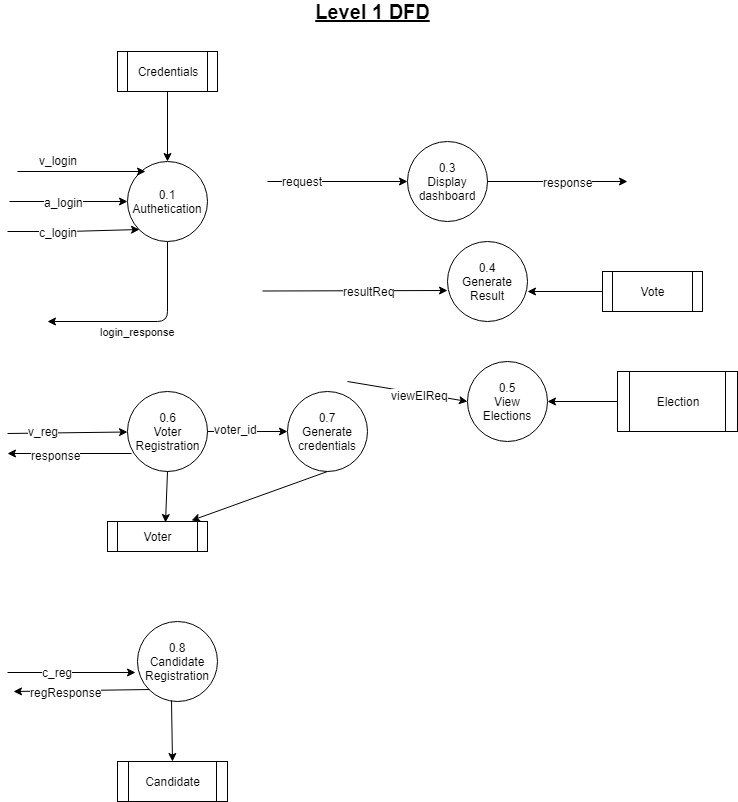 Level 1 DFD
Credentials
v_login
a_login
c_login
0.1
Authetication
login_response
request
0.3
Display
dashboard
response
resultReq
0.4
Generate
Result
Vote
viewElReq
0.5
View
Elections
Election
v_reg
response
0.6
Voter
Registration
voter_id
0.7
Generate
credentials
Voter
c_reg
regResponse
0.8
Candidate
Registration
Candidate